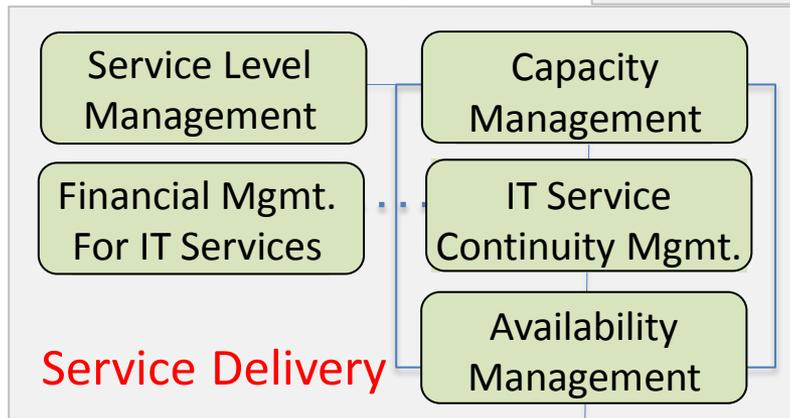 Service Level
Management
Capacity
Management
Financial Mgmt.
For IT Services
IT Service
Continuity Mgmt.
Availability
Management
Service Delivery